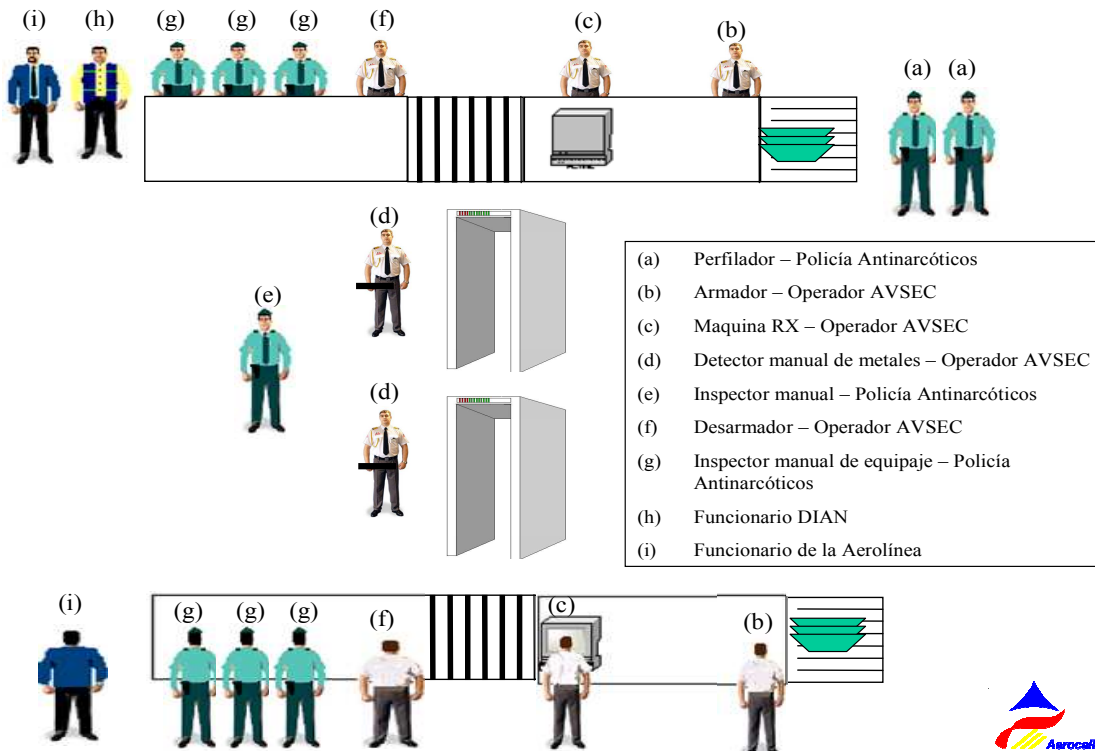 (i) (h) (g) (g) (g) (f) (c) (b) (a) (a)
(d)
(e)
(d)
(a) Perfilador – Policía Antinarcóticos
(b) Armador – Operador AVSEC
(c) Maquina RX – Operador AVSEC
(d) Detector manual de metales – Operador AVSEC
(e) Inspector manual – Policía Antinarcóticos
(f) Desarmador – Operador AVSEC
(g) Inspector manual de equipaje – Policía
Antinarcóticos
(h) Funcionario DIAN
(i) Funcionario de la Aerolínea
(i) (g) (g) (g) (f) (c) (b)
Aerocali